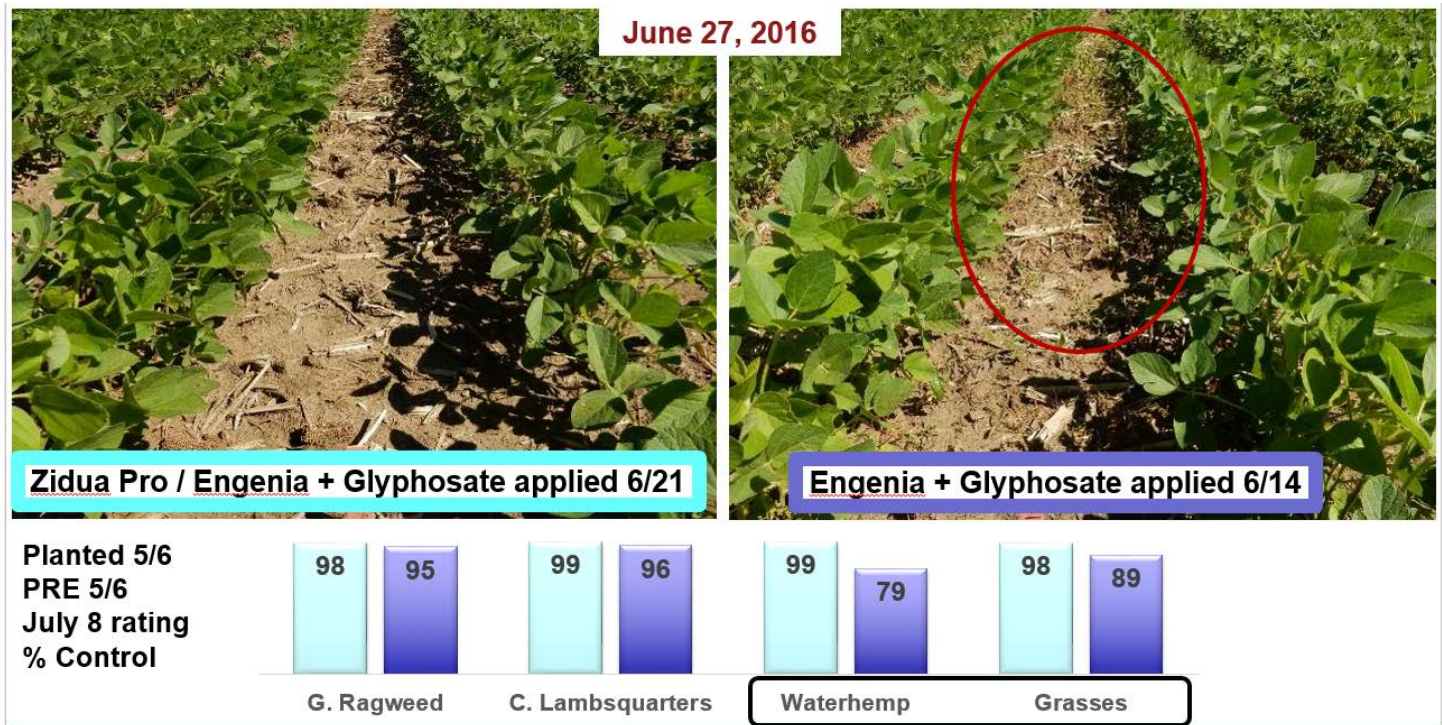 June 27, 2016
Zidua Pro / Engenia + Glyphosate applied 6/21
Engenia + Glyphosate applied 6/14
Planted 5/6
PRE 5/6
July 8 rating
% Control
98 95 99 96 99 79 98 89
G. Ragweed C. Lambsquarters Waterhemp Grasses